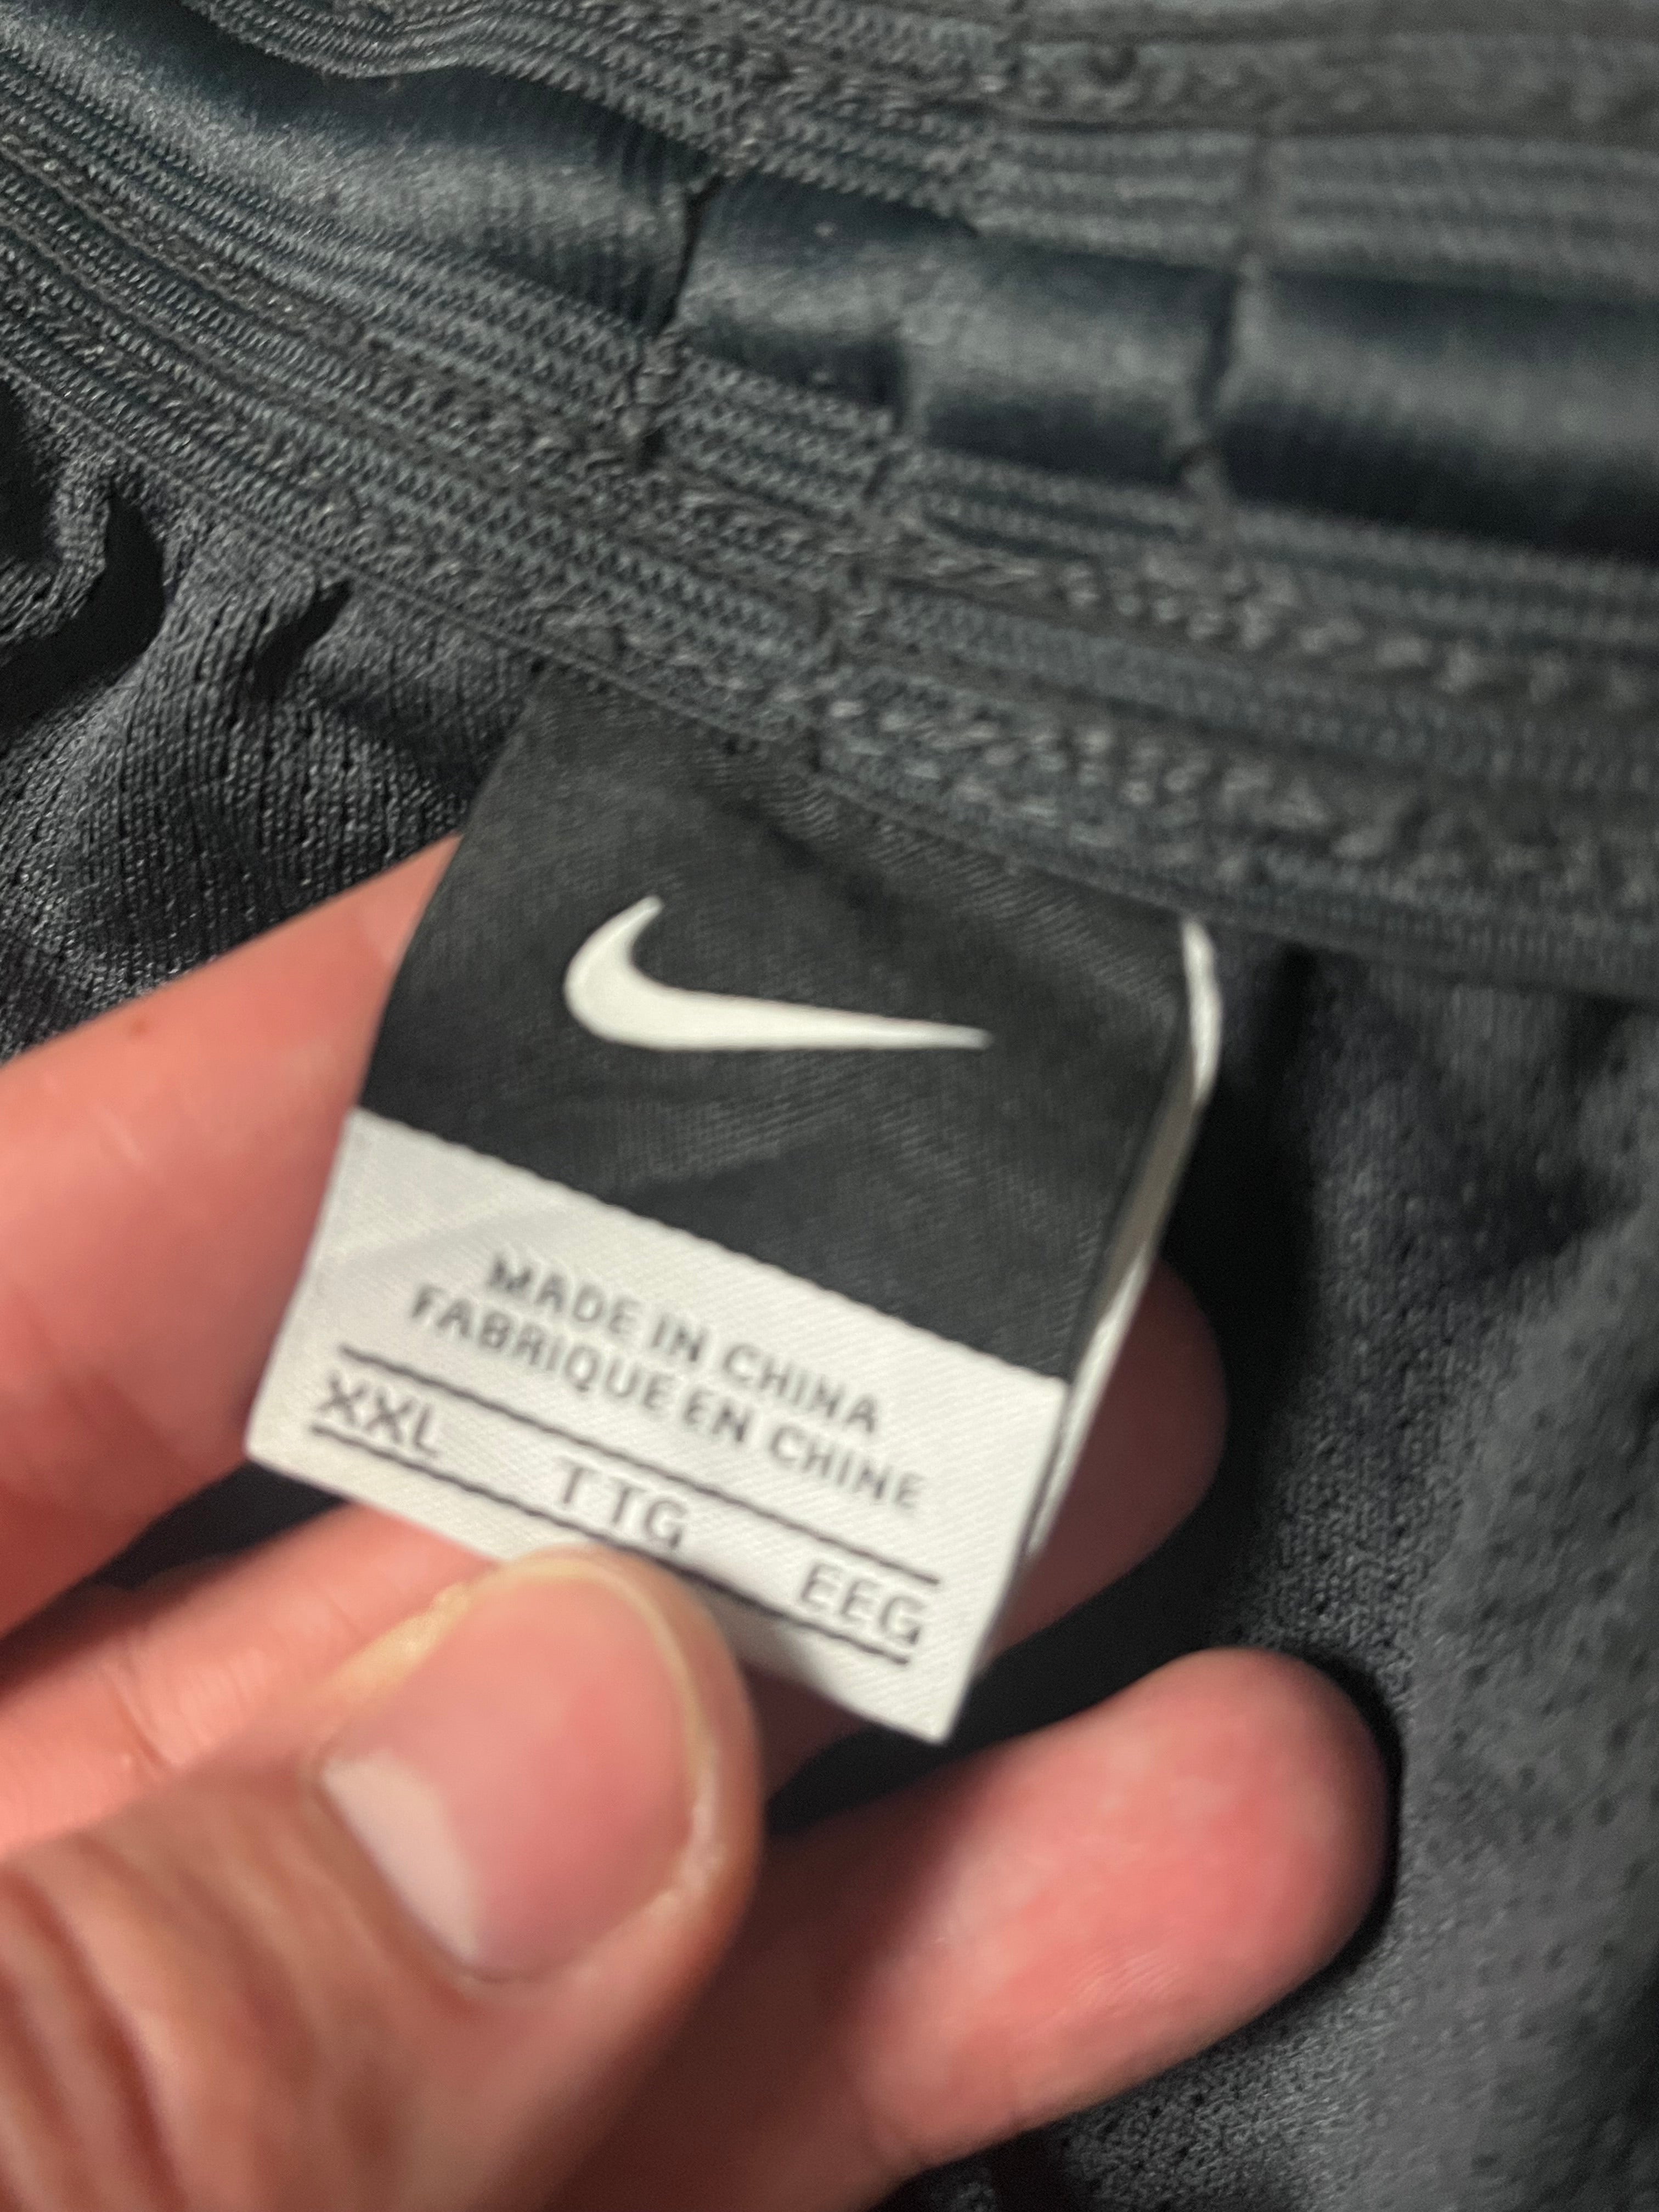 MADE IN CHINA
FABRIQUE EN CHINE
XXL TTG EEG